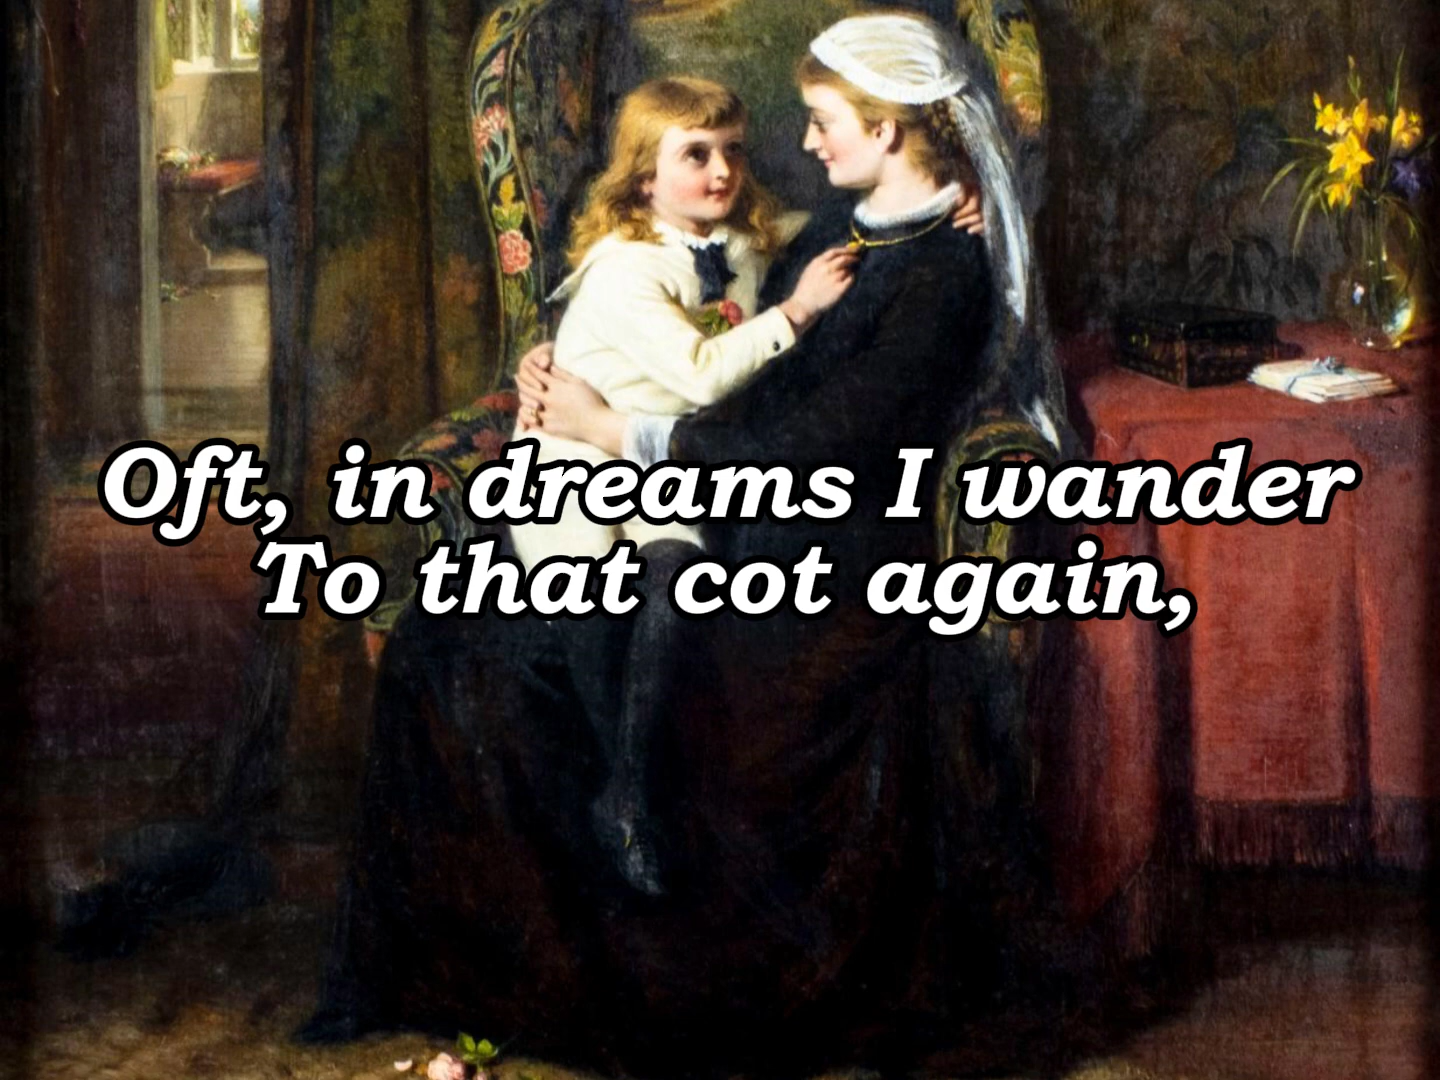 Oft, in dreams I wander
To that cot again,